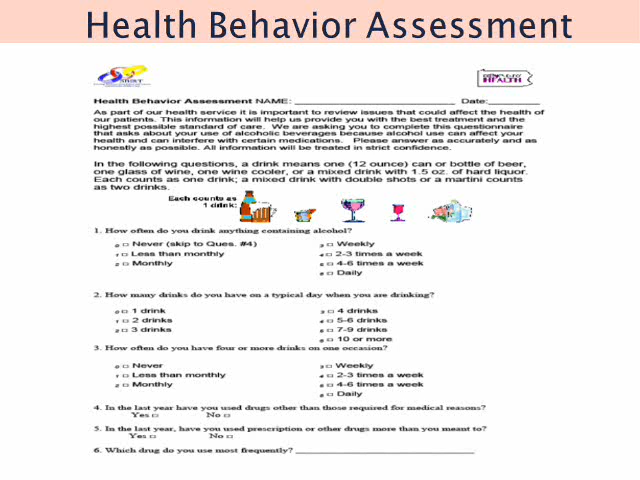 Health Behavior Assessment
HEALTH
Health Behavior Assessment NAME: ____________________ Date:________
As part of our health service it is important to review issues that could affect the health of
our patients. This information will help us provide you with the best treatment and the
highest possible standard of care. We are asking you to complete this questionnaire
that asks about your use of alcoholic beverages because alcohol use can affect your
health and can interfere with certain medications. Please answer as accurately and as
honestly as possible. All information will be treated in strict confidence.
In the following questions, a drink means one (12 ounce) can or bottle of beer,
one glass of wine, one wine cooler, or a mixed drink with 1.5 oz. of hard liquor.
Each counts as one drink; a mixed drink with double shots or a martini counts
as two drinks.
Each counts as
1 drink:
1. How often do you drink anything containing alcohol?
0 □ Never (skip to Ques. #4)
1 □ Less than monthly
2 □ Monthly
3 □ Weekly
4 □ 2-3 times a week
5 □ 4-6 times a week
6 □ Daily
2. How many drinks do you have on a typical day when you are drinking?
0 □ 1 drink
1 □ 2 drinks
2 □ 3 drinks
3 □ 4 drinks
4 □ 5-6 drinks
5 □ 7-9 drinks
6 □ 10 or more
3. How often do you have four or more drinks on one occasion?
0 □ Never
1 □ Less than monthly
2 □ Monthly
3 □ Weekly
4 □ 2-3 times a week
5 □ 4-6 times a week
6 □ Daily
4. In the last year have you used drugs other than those required for medical reasons?
Yes □ No □
5. In the last year, have you used prescription or other drugs more than you meant to?
Yes □ No □
6. Which drug do you use most frequently? ____________________